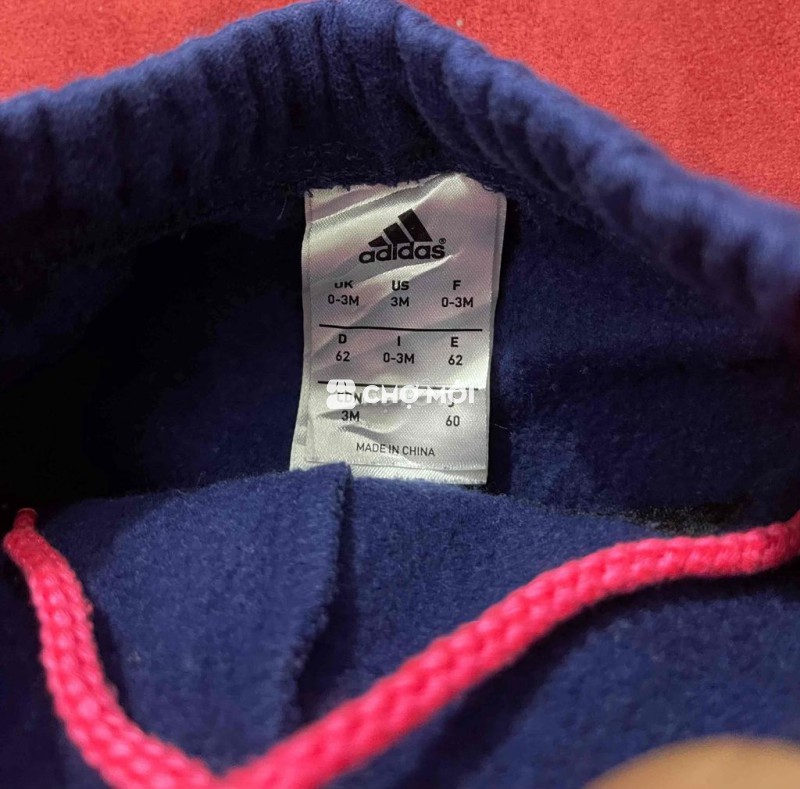 adidas
UK US F
0-3M 3M 0-3M
D I E
62 0-3M 62
CHỢ MỚI
CDN J
3M 60
MADE IN CHINA